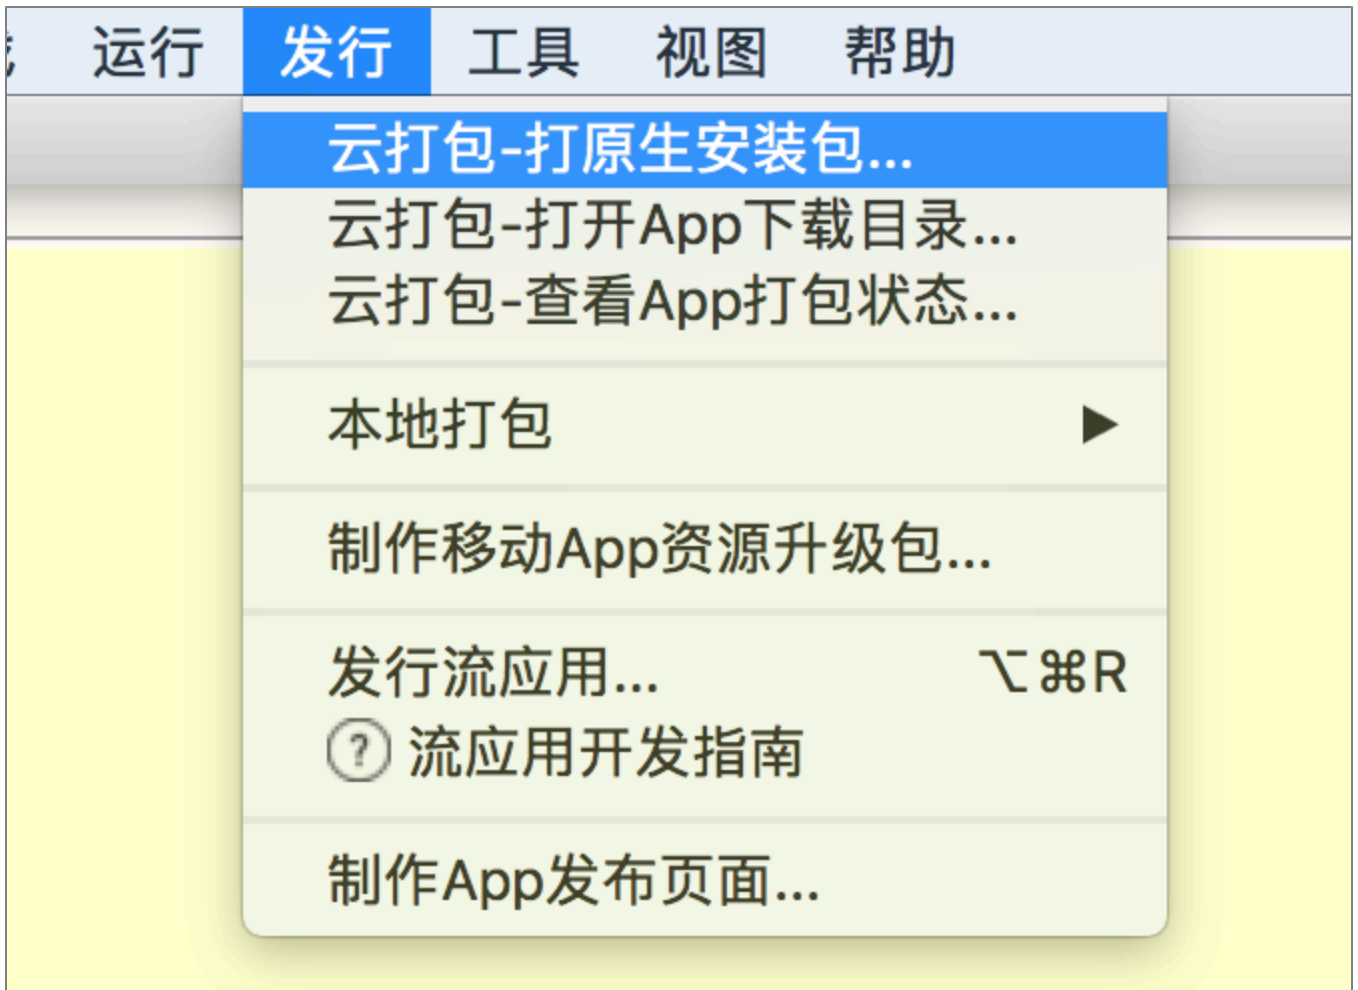 运行 发行 工具 视图 帮助
云打包-打原生安装包...
云打包-打开App下载目录...
云打包-查看App打包状态...
本地打包
制作移动App资源升级包...
发行流应用... ⌥⌘R
? 流应用开发指南
制作App发布页面...